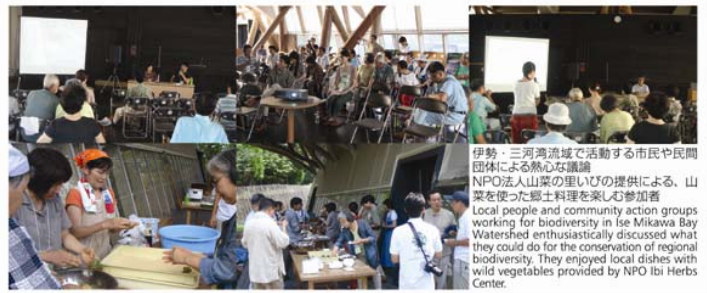 伊勢・三河湾流域で活動する市民や民間
団体による熱心な議論
NPO法人山菜の里いびの提供による、山
菜を使った郷土料理を楽しむ参加者
Local people and community action groups
working for biodiversity in Ise Mikawa Bay
Watershed enthusiastically discussed what
they could do for the conservation of regional
biodiversity. They enjoyed local dishes with
wild vegetables provided by NPO Ibi Herbs
Center.